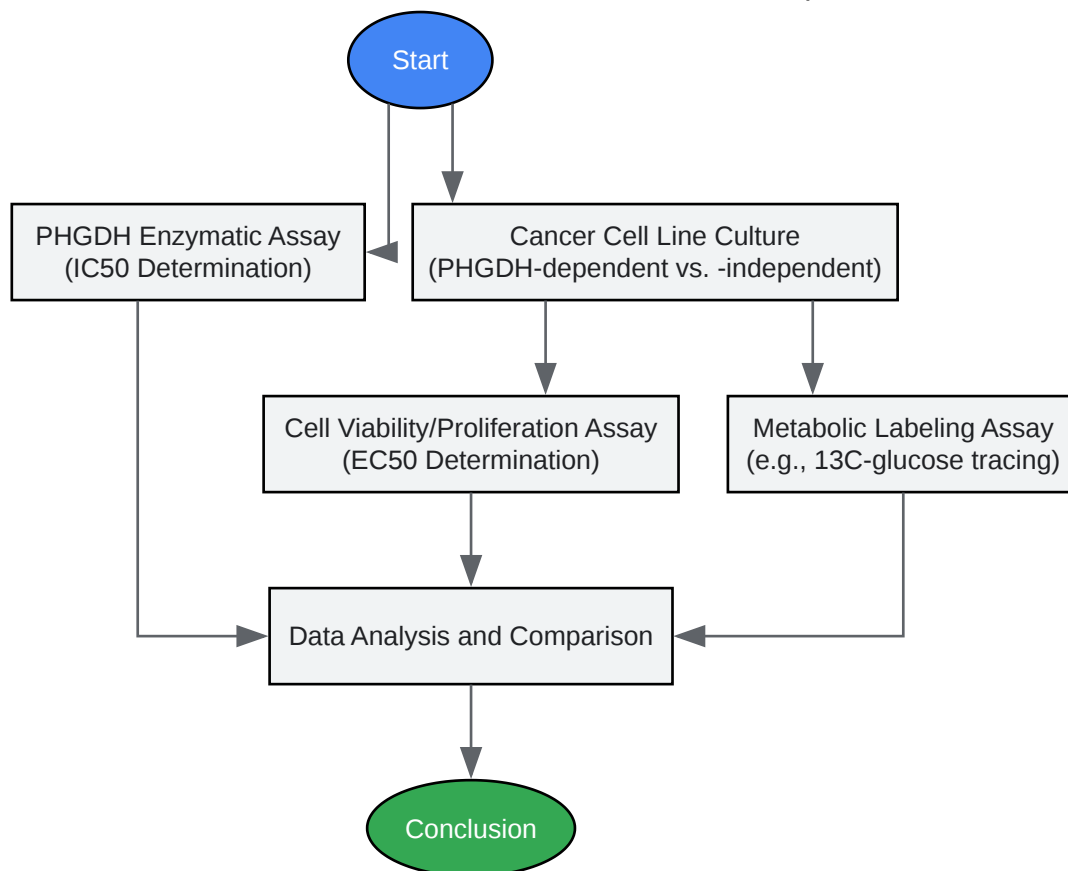 Start
PHGDH Enzymatic Assay
(IC50 Determination)
Cancer Cell Line Culture
(PHGDH-dependent vs. -independent)
Cell Viability/Proliferation Assay
(EC50 Determination)
Metabolic Labeling Assay
(e.g., 13C-glucose tracing)
Data Analysis and Comparison
Conclusion